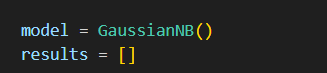 model = GaussianNB()
results = []